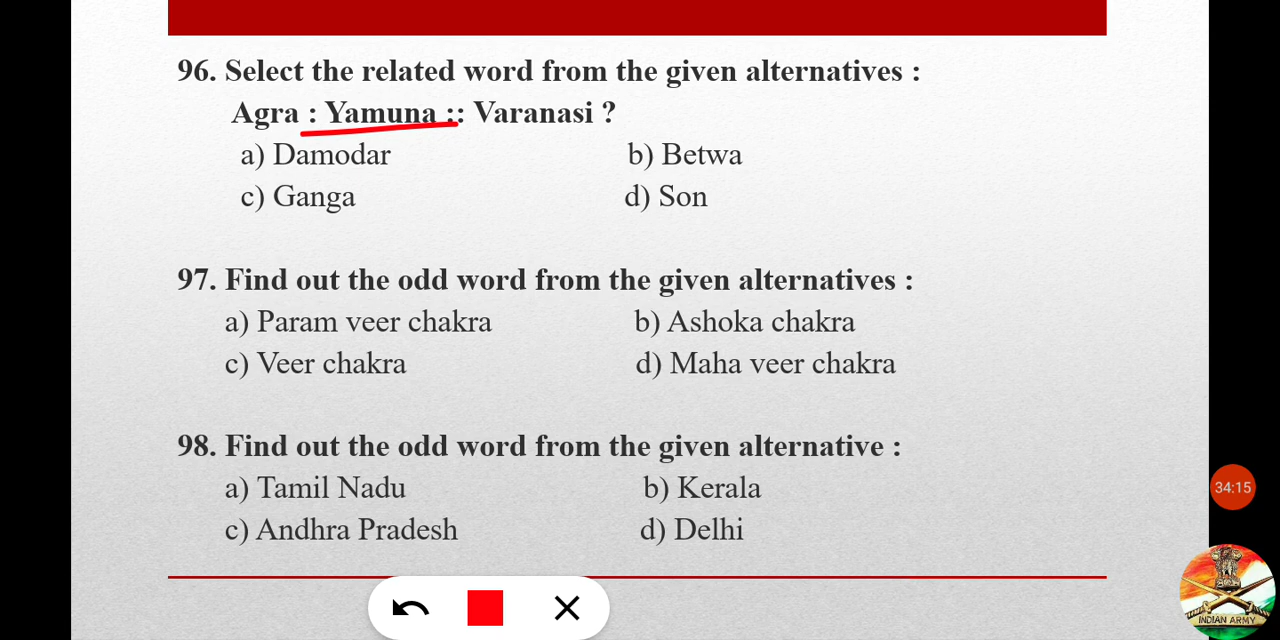 96. Select the related word from the given alternatives :
Agra : Yamuna :: Varanasi ?
a) Damodar b) Betwa
c) Ganga d) Son
97. Find out the odd word from the given alternatives :
a) Param veer chakra b) Ashoka chakra
c) Veer chakra d) Maha veer chakra
98. Find out the odd word from the given alternative :
a) Tamil Nadu b) Kerala
c) Andhra Pradesh d) Delhi
34:15
INDIAN ARMY